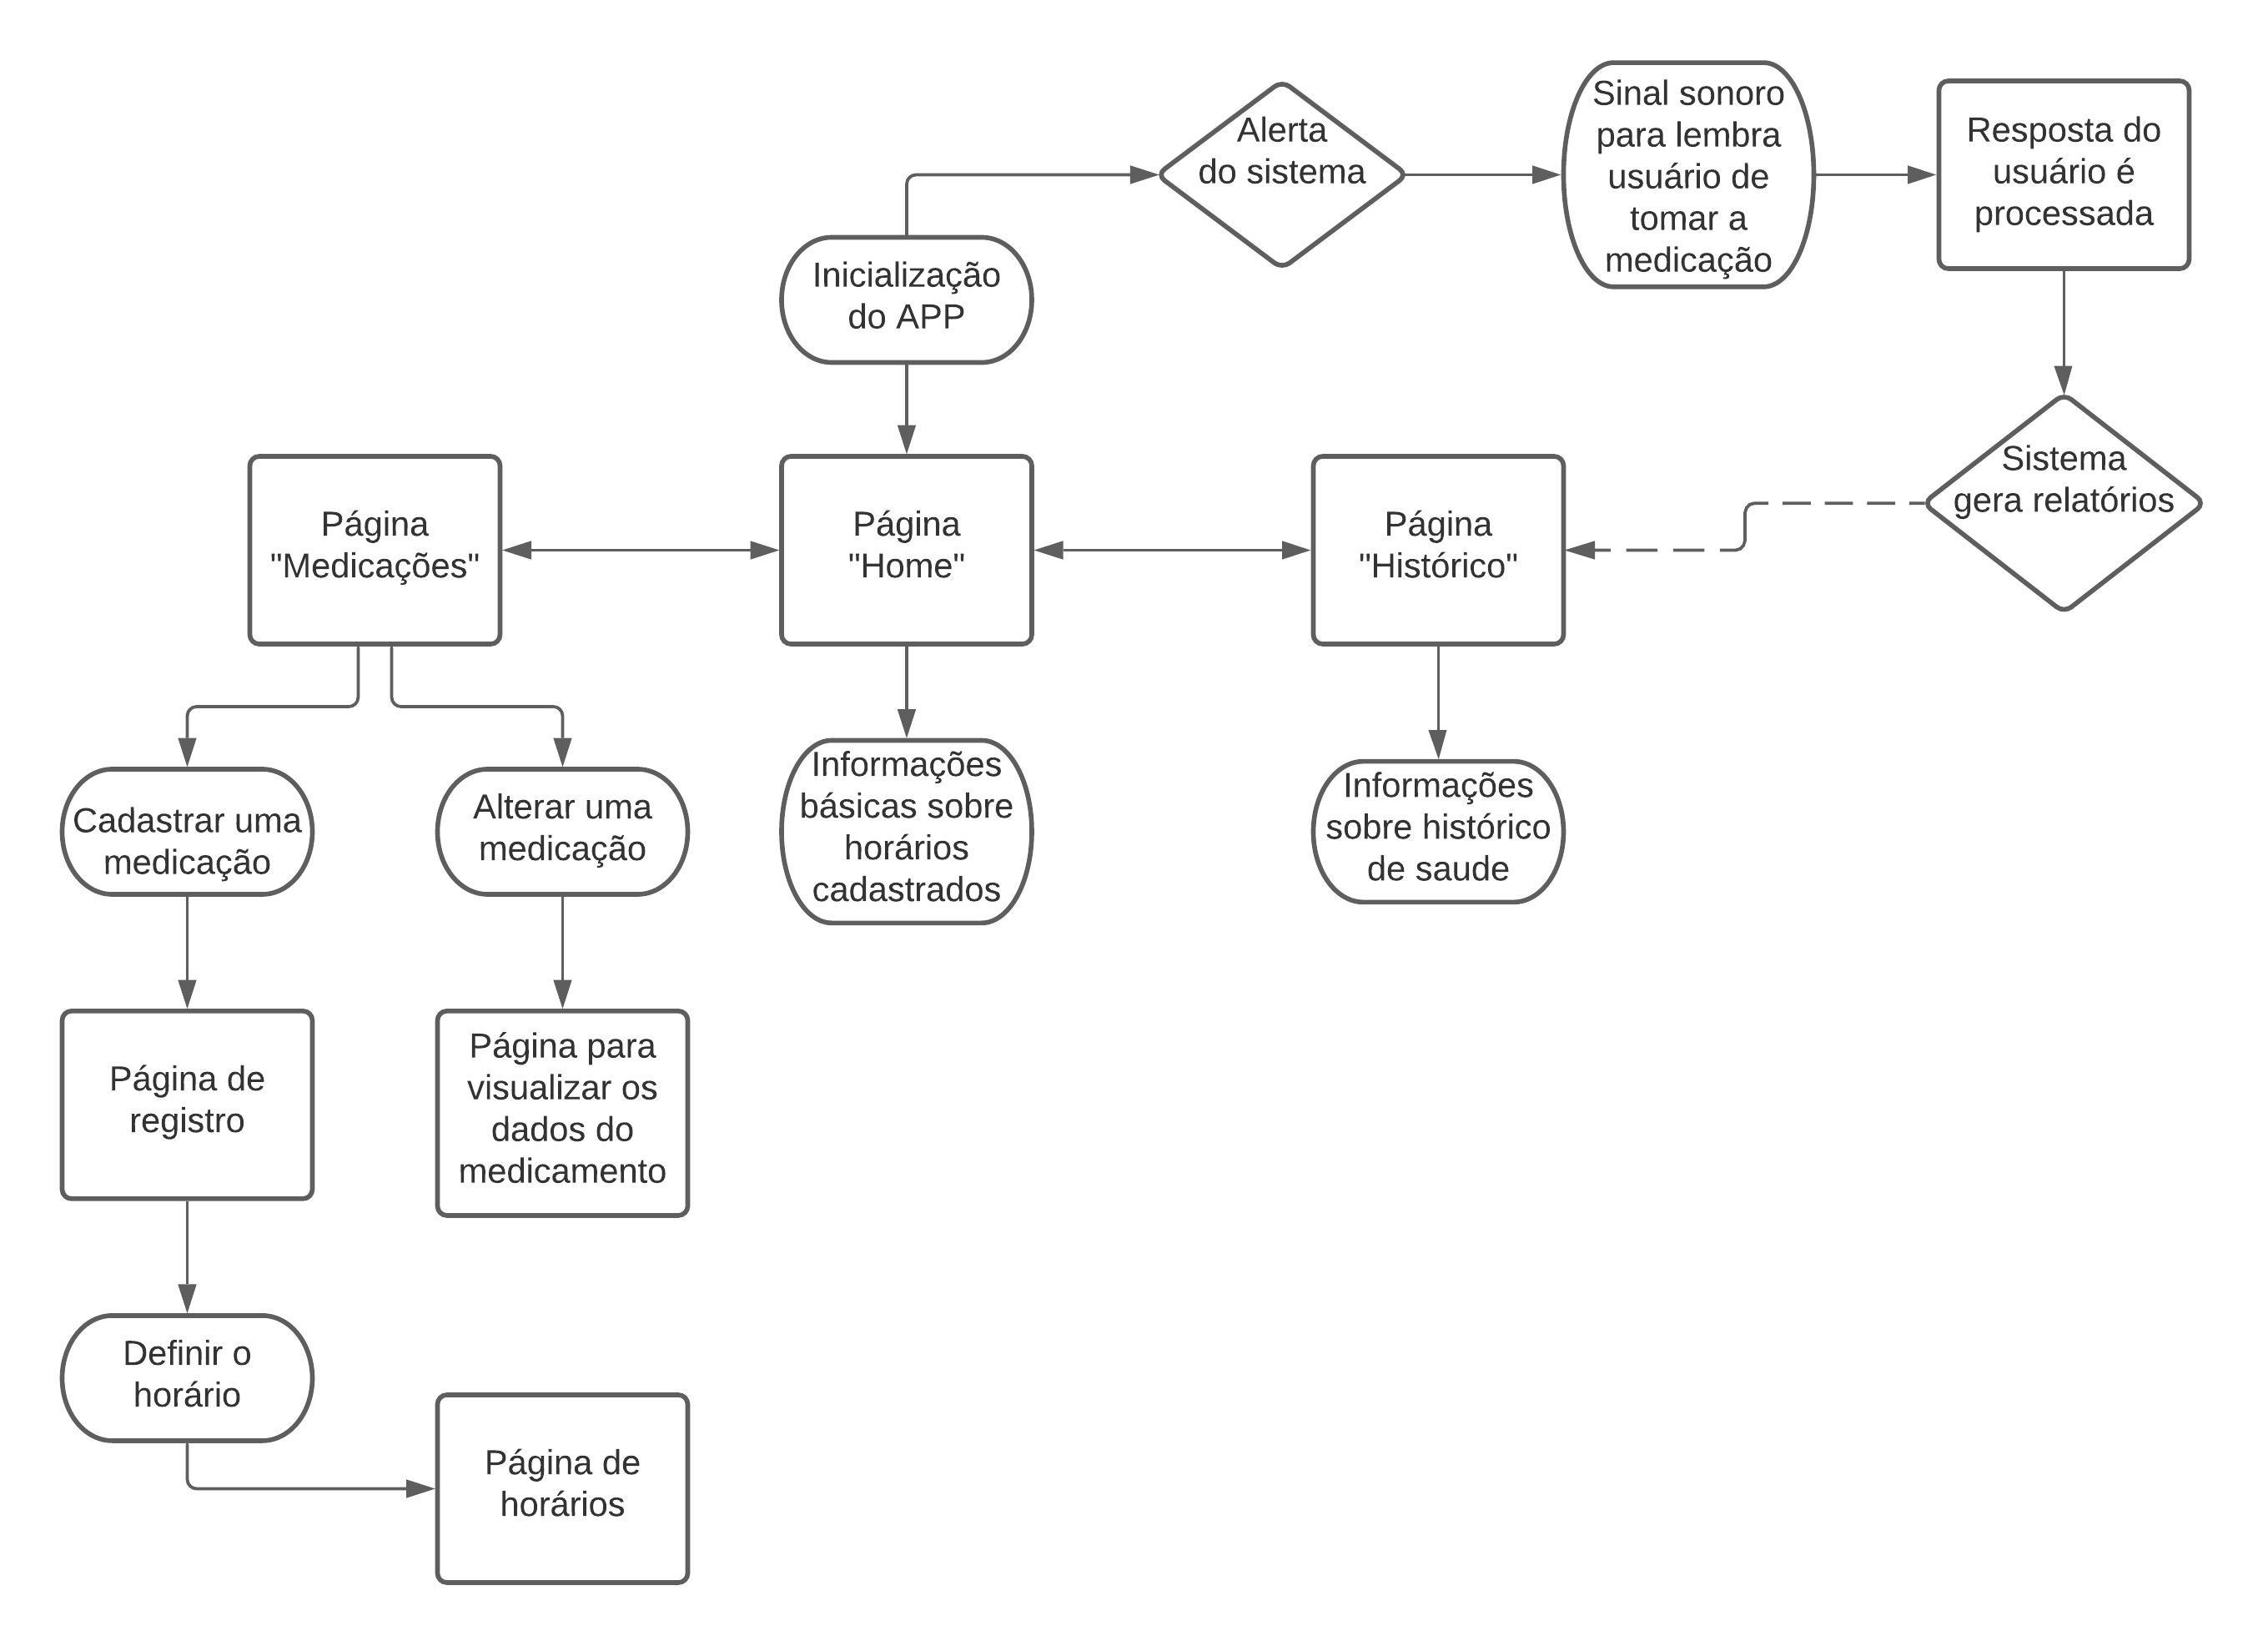 Alerta
do sistema
Sinal sonoro
para lembra
usuário de
tomar a
medicação
Resposta do
usuário é
processada
Inicialização
do APP
Sistema
gera relatórios
Página
"Medicações"
Página
"Home"
Página
"Histórico"
Cadastrar uma
medicação
Alterar uma
medicação
Informações
básicas sobre
horários
cadastrados
Informações
sobre histórico
de saude
Página de
registro
Página para
visualizar os
dados do
medicamento
Definir o
horário
Página de
horários